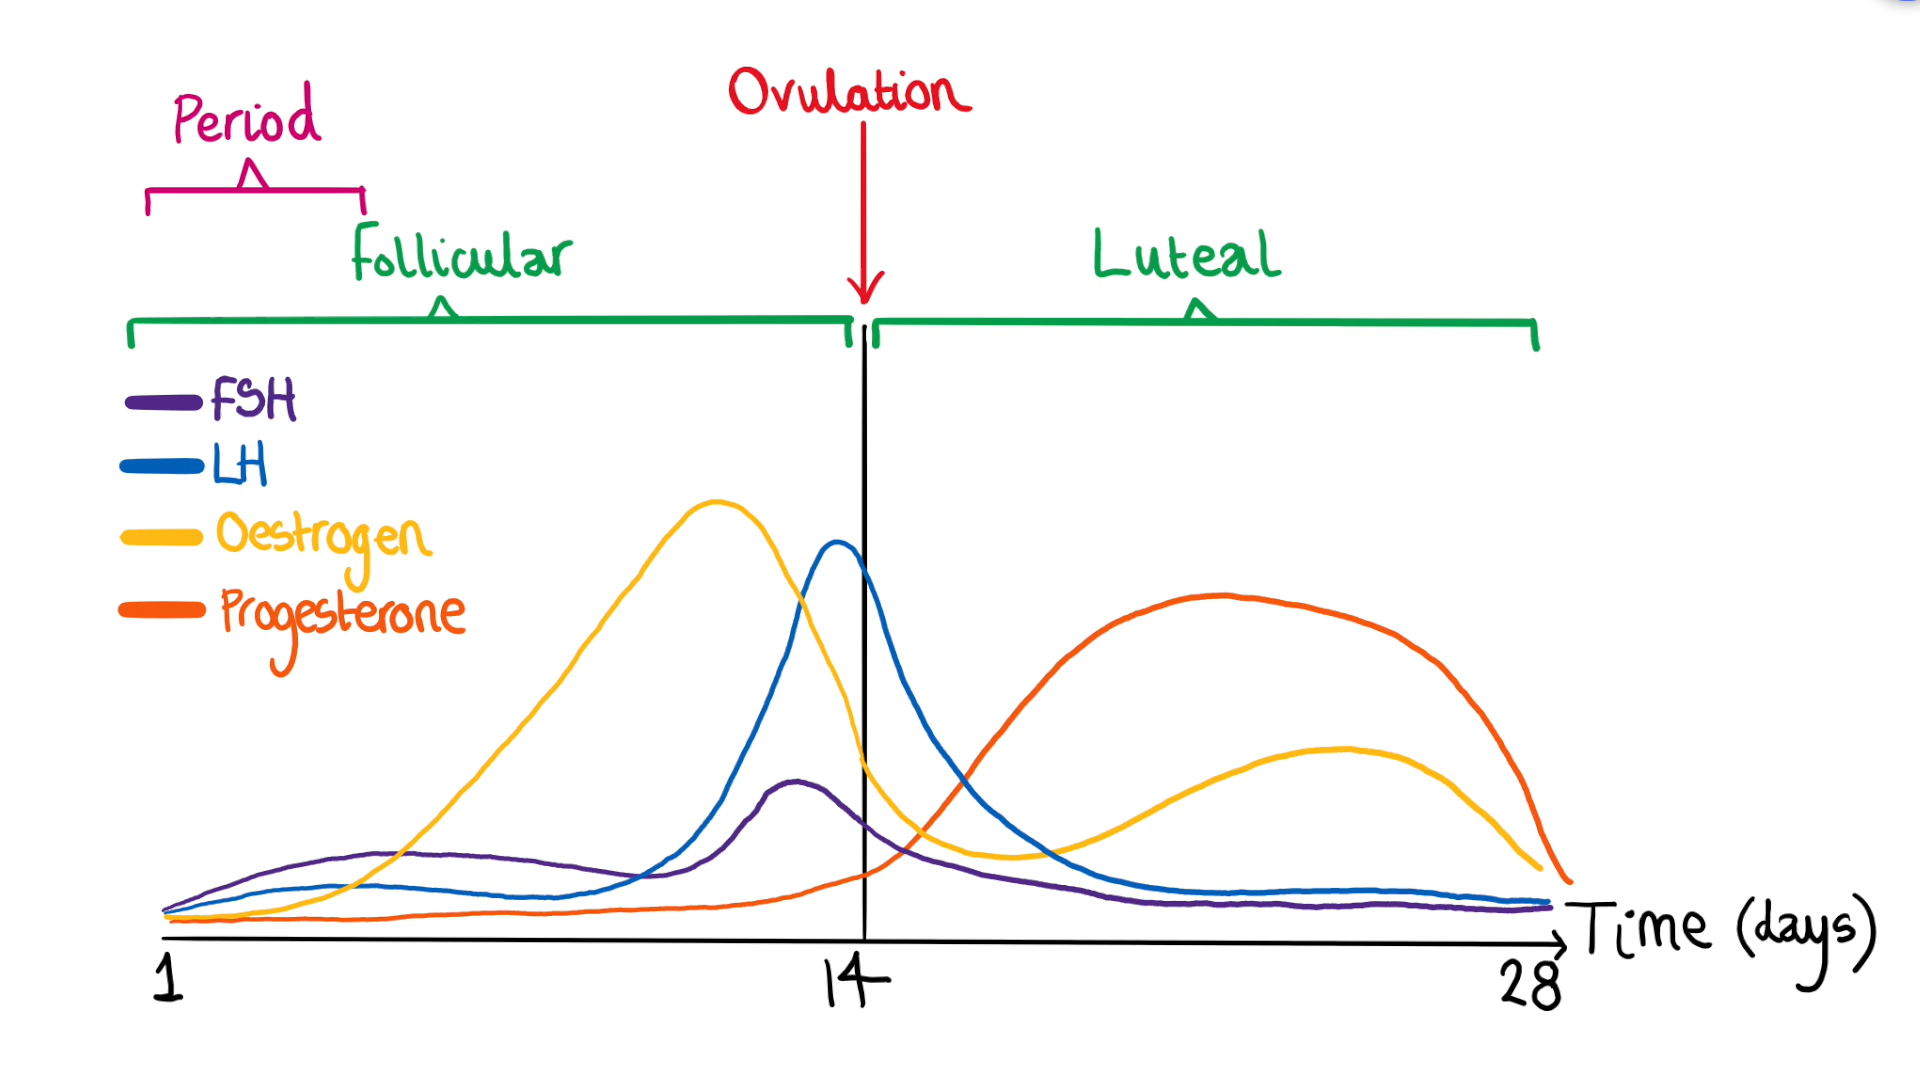 Ovulation
Period
Follicular
Luteal
FSH
LH
Oestrogen
Progesterone
Time (days)
1
14
28